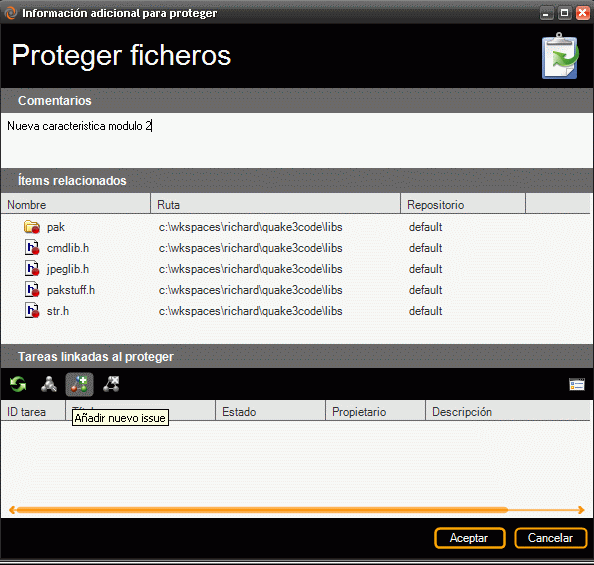 Información adicional para proteger
Proteger ficheros
Comentarios
Nueva caracteristica modulo 2
Ítems relacionados
Nombre Ruta Repositorio
pak c:\wkspaces\richard\quake3code\libs default
cmdlib.h c:\wkspaces\richard\quake3code\libs default
jpeglib.h c:\wkspaces\richard\quake3code\libs default
pakstuff.h c:\wkspaces\richard\quake3code\libs default
str.h c:\wkspaces\richard\quake3code\libs default
Tareas linkadas al proteger
ID tarea Estado Propietario Descripción
Añadir nuevo issue
Aceptar Cancelar